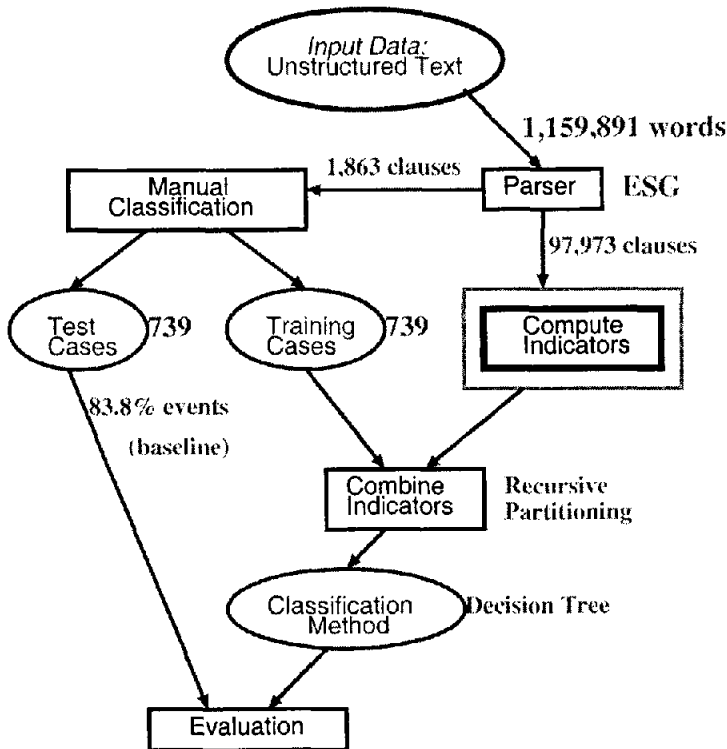 Input Data:
Unstructured Text
1,159,891 words
1,863 clauses
Manual
Classification
Parser
ESG
97,973 clauses
Test
Cases
739
Training
Cases
739
Compute
Indicators
83.8% events
(baseline)
Combine
Indicators
Recursive
Partitioning
Classification
Method
Decision Tree
Evaluation